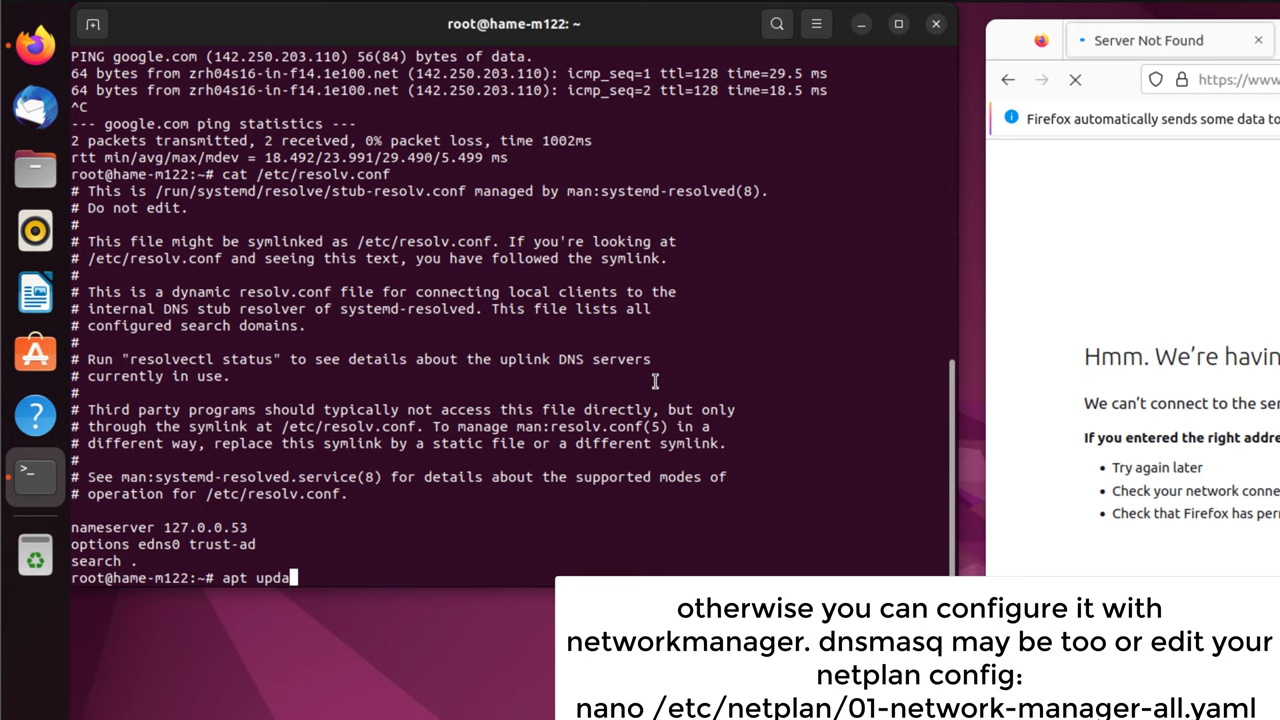 root@hame-m122: ~
PING google.com (142.250.203.110) 56(84) bytes of data.
64 bytes from zrh04s16-in-f14.1e100.net (142.250.203.110): icmp_seq=1 ttl=128 time=29.5 ms
64 bytes from zrh04s16-in-f14.1e100.net (142.250.203.110): icmp_seq=2 ttl=128 time=18.5 ms
^C
--- google.com ping statistics ---
2 packets transmitted, 2 received, 0% packet loss, time 1002ms
rtt min/avg/max/mdev = 18.492/23.991/29.490/5.499 ms
root@hame-m122:~# cat /etc/resolv.conf
# This is /run/systemd/resolve/stub-resolv.conf managed by man:systemd-resolved(8).
# Do not edit.
#
# This file might be symlinked as /etc/resolv.conf. If you're looking at
# /etc/resolv.conf and seeing this text, you have followed the symlink.
#
# This is a dynamic resolv.conf file for connecting local clients to the
# internal DNS stub resolver of systemd-resolved. This file lists all
# configured search domains.
#
# Run "resolvectl status" to see details about the uplink DNS servers
# currently in use.
#
# Third party programs should typically not access this file directly, but only
# through the symlink at /etc/resolv.conf. To manage man:resolv.conf(5) in a
# different way, replace this symlink by a static file or a different symlink.
#
# See man:systemd-resolved.service(8) for details about the supported modes of
# operation for /etc/resolv.conf.

nameserver 127.0.0.53
options edns0 trust-ad
search .
root@hame-m122:~# apt upda
Server Not Found
https://www
Firefox automatically sends some data to
Hmm. We're havin
We can't connect to the ser
If you entered the right addre
• Try again later
• Check your network conne
• Check that Firefox has per
otherwise you can configure it with
networkmanager. dnsmasq may be too or edit your
netplan config:
nano /etc/netplan/01-network-manager-all.yaml